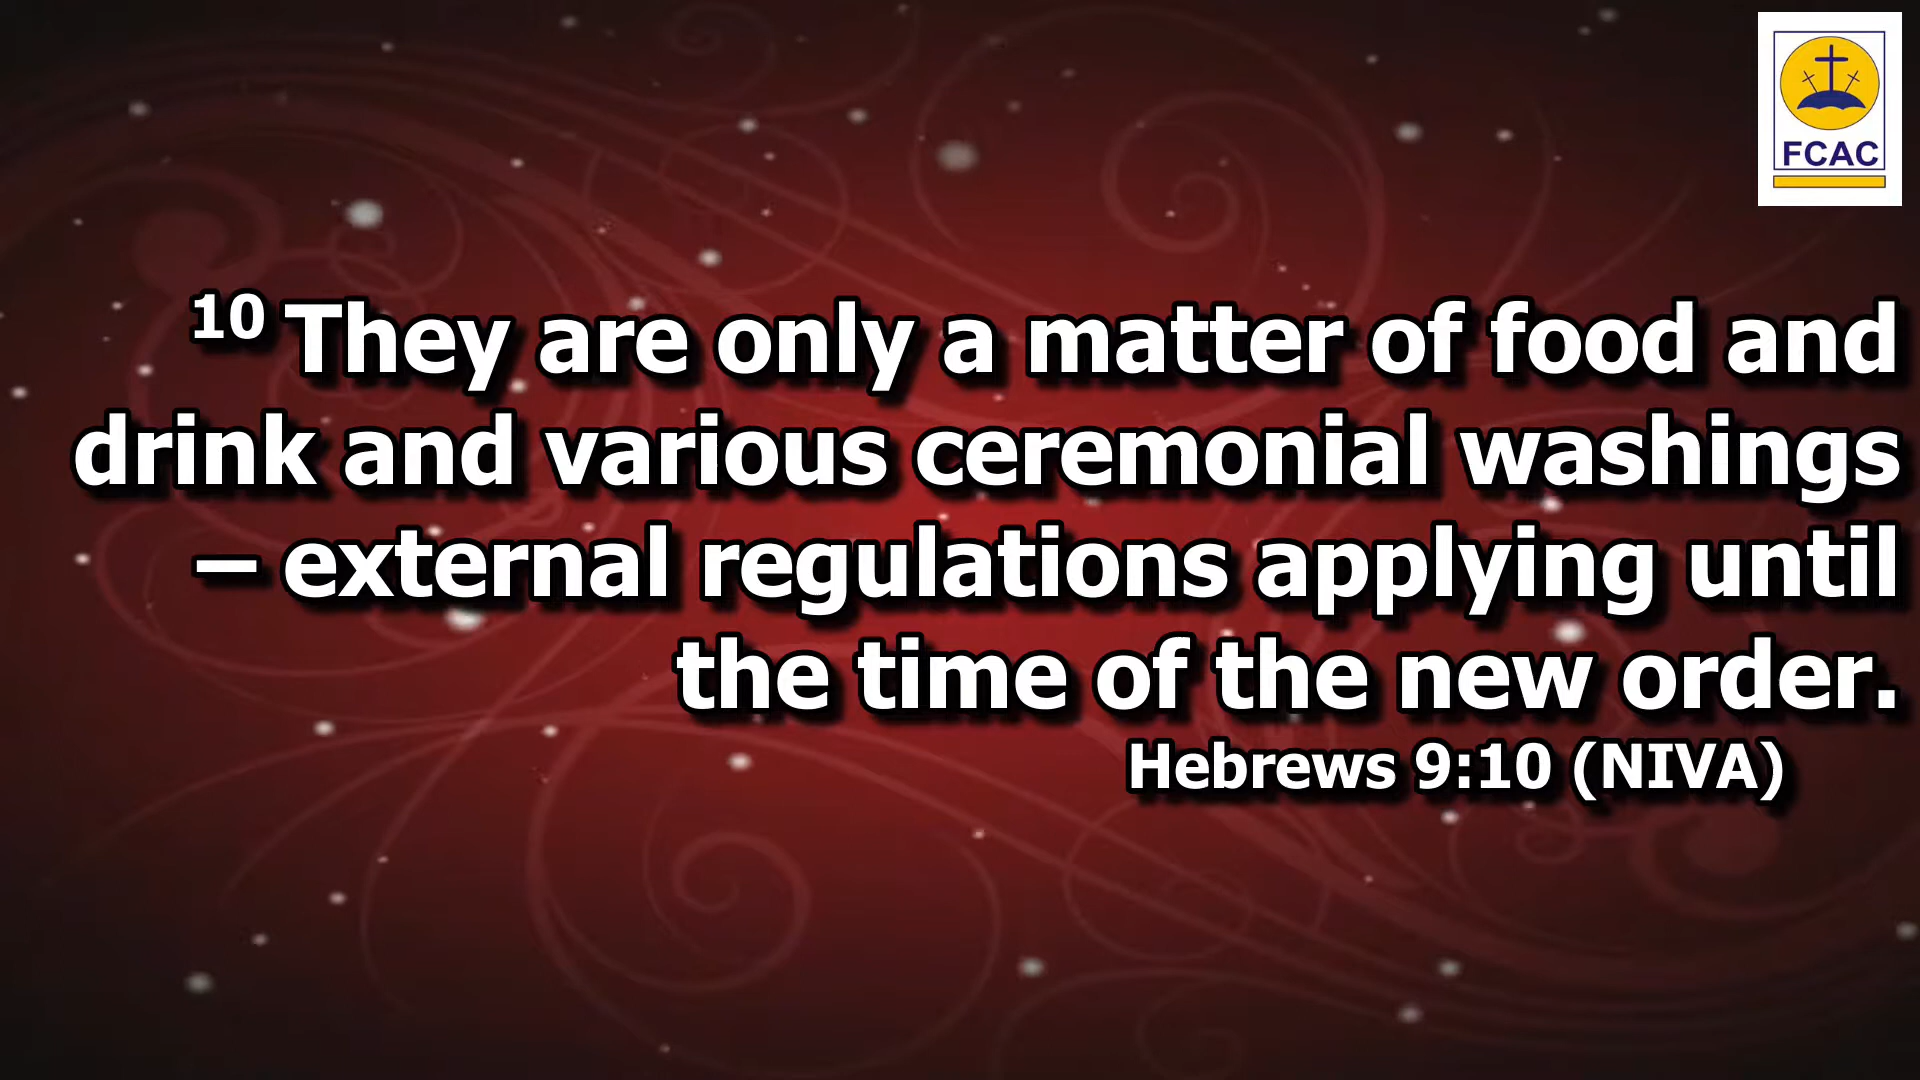 FCAC
10 They are only a matter of food and
drink and various ceremonial washings
– external regulations applying until
the time of the new order.
Hebrews 9:10 (NIVA)